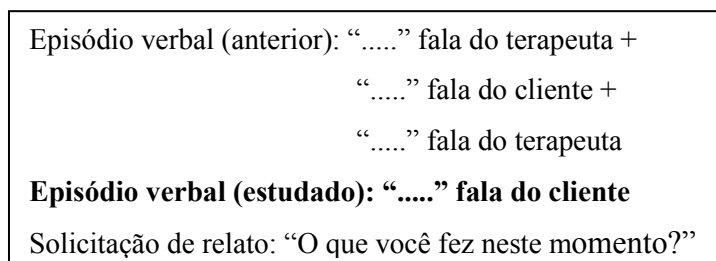 Episódio verbal (anterior): “.....” fala do terapeuta +
“.....” fala do cliente +
“.....” fala do terapeuta
Episódio verbal (estudado): “.....” fala do cliente
Solicitação de relato: “O que você fez neste momento?”